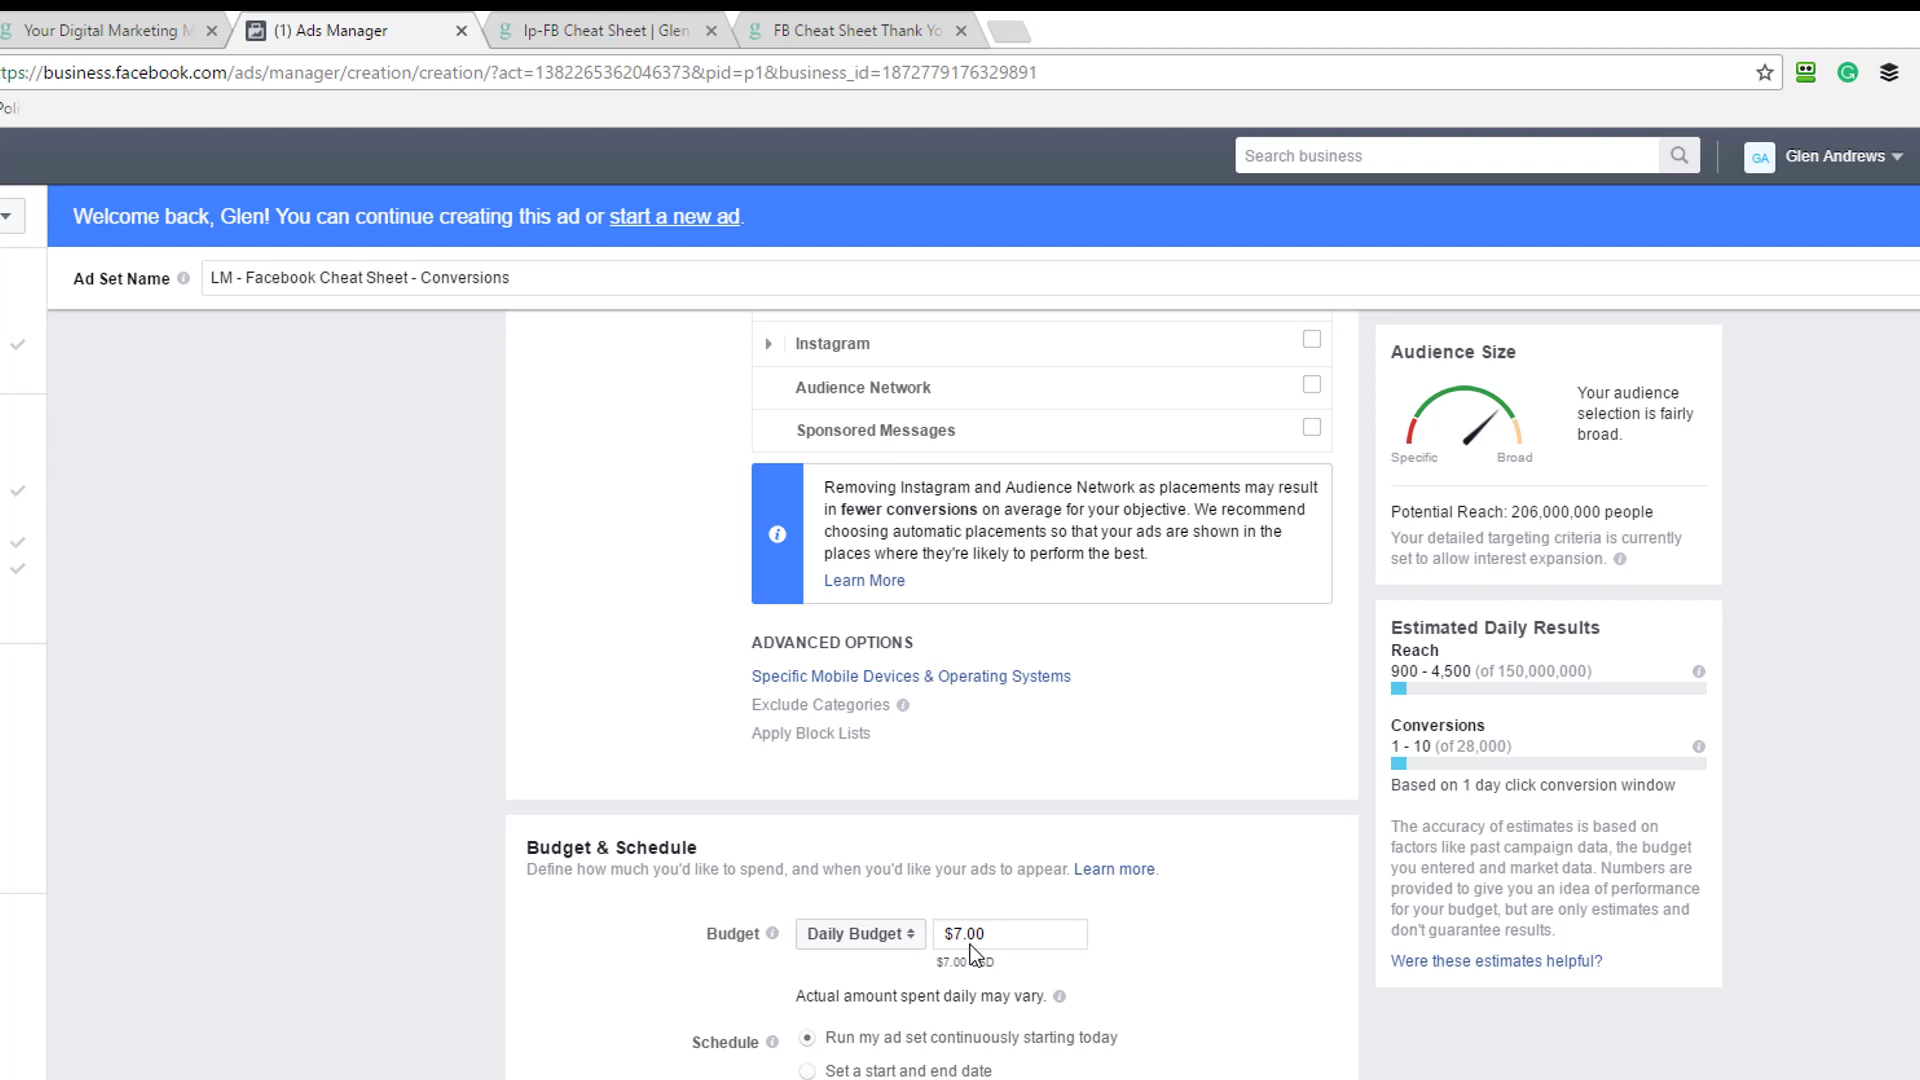 Your Digital Marketing M
(1) Ads Manager
lp-FB Cheat Sheet | Glen
FB Cheat Sheet Thank Yo
ttps://business.facebook.com/ads/manager/creation/creation/?act=1382265362046373&pid=p1&business_id=1872779176329891
Poli
Search business
GA
Glen Andrews
Welcome back, Glen! You can continue creating this ad or start a new ad.
Ad Set Name
LM - Facebook Cheat Sheet - Conversions
Instagram
Audience Network
Sponsored Messages
Removing Instagram and Audience Network as placements may result
in fewer conversions on average for your objective. We recommend
choosing automatic placements so that your ads are shown in the
places where they're likely to perform the best.
Learn More
ADVANCED OPTIONS
Specific Mobile Devices & Operating Systems
Exclude Categories
Apply Block Lists
Budget & Schedule
Define how much you'd like to spend, and when you'd like your ads to appear. Learn more.
Budget
Daily Budget
$7.00
$7.00
Actual amount spent daily may vary.
Schedule
Run my ad set continuously starting today
Set a start and end date
Audience Size
Your audience
selection is fairly
broad.
Specific
Broad
Potential Reach: 206,000,000 people
Your detailed targeting criteria is currently
set to allow interest expansion.
Estimated Daily Results
Reach
900 - 4,500 (of 150,000,000)
Conversions
1 - 10 (of 28,000)
Based on 1 day click conversion window
The accuracy of estimates is based on
factors like past campaign data, the budget
you entered and market data. Numbers are
provided to give you an idea of performance
for your budget, but are only estimates and
don't guarantee results.
Were these estimates helpful?